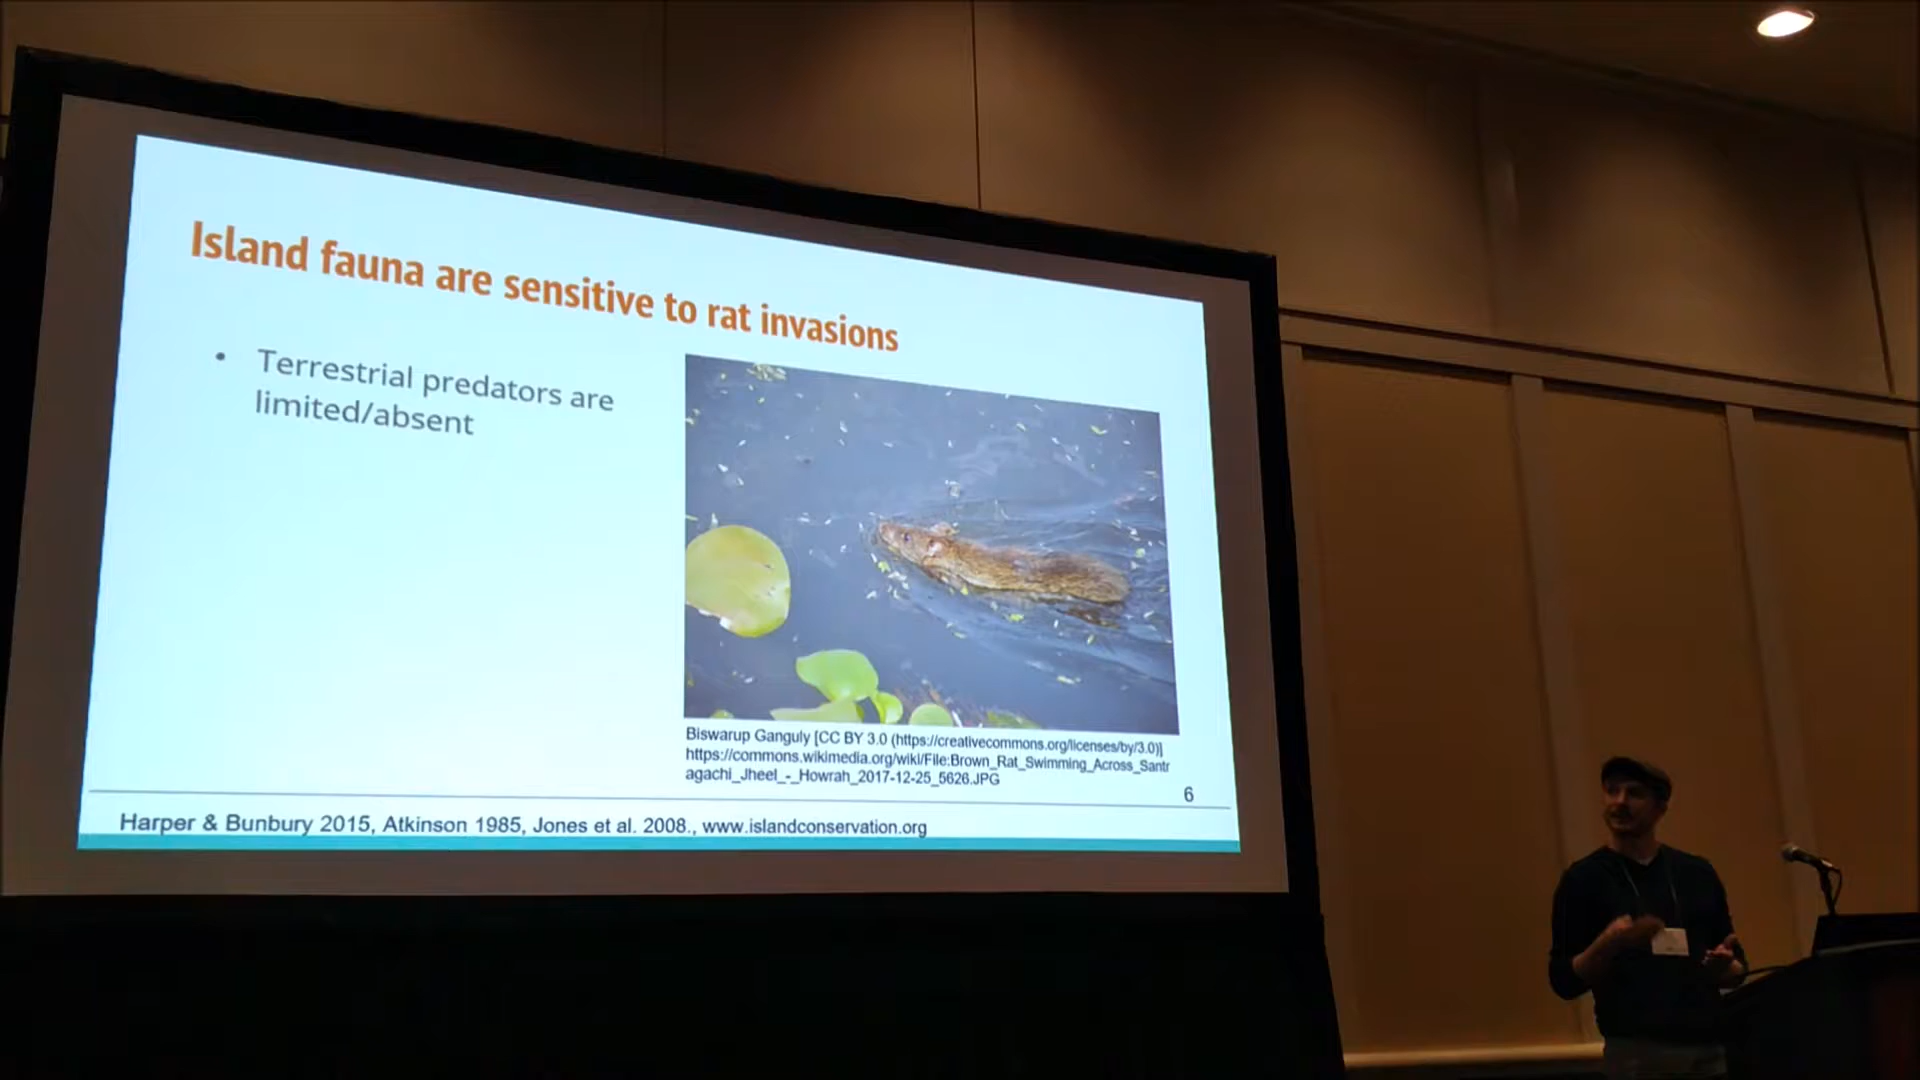 Island fauna are sensitive to rat invasions
• Terrestrial predators are
limited/absent
Biswarup Ganguly [CC BY 3.0 (https://creativecommons.org/licenses/by/3.0)]
https://commons.wikimedia.org/wiki/File:Brown_Rat_Swimming_Across_Santr
agachi_Jheel_-_Howrah_2017-12-25_5626.JPG
6
Harper & Bunbury 2015, Atkinson 1985, Jones et al. 2008., www.islandconservation.org